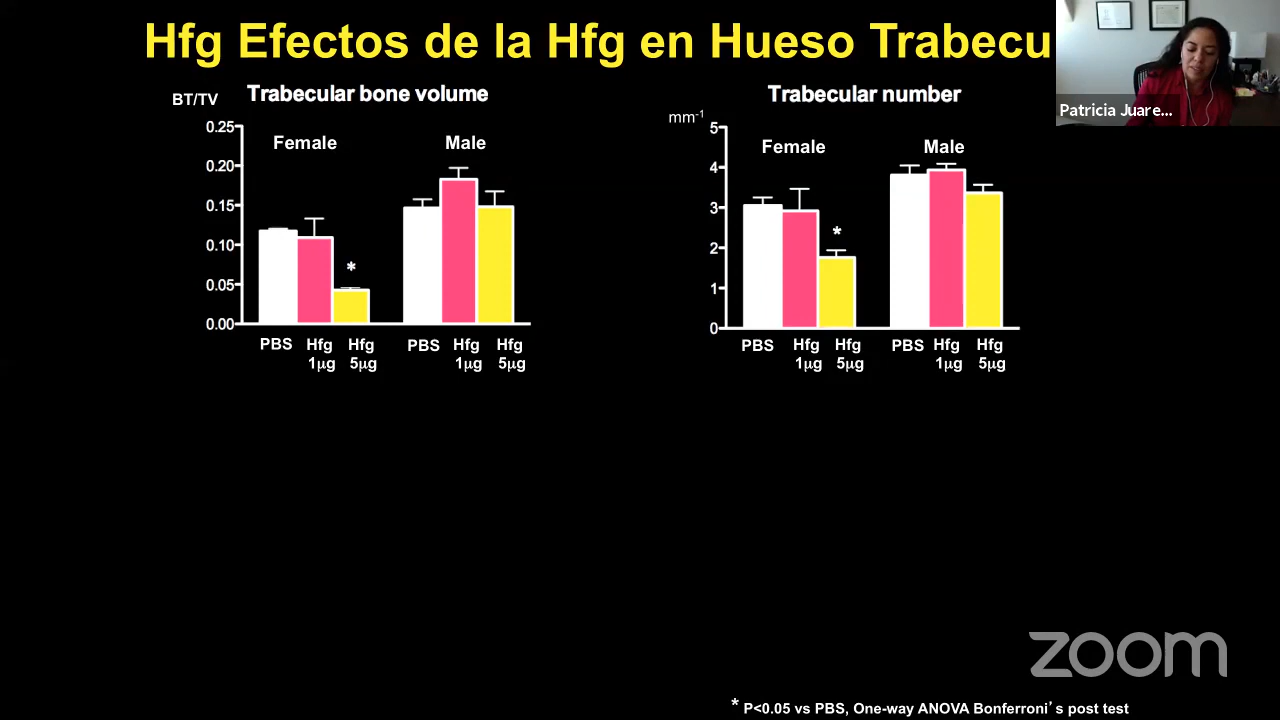 Hfg Efectos de la Hfg en Hueso Trabecu
Patricia Juare...
BT/TV
Trabecular bone volume
Female
Male
0.25
0.20
0.15
0.10
0.05
0.00
*
PBS Hfg 1μg Hfg 5μg PBS Hfg 1μg Hfg 5μg
mm-1
Trabecular number
Female
Male
5
4
3
2
1
0
*
PBS Hfg 1μg Hfg 5μg PBS Hfg 1μg Hfg 5μg
zoom
* P<0.05 vs PBS, One-way ANOVA Bonferroni's post test